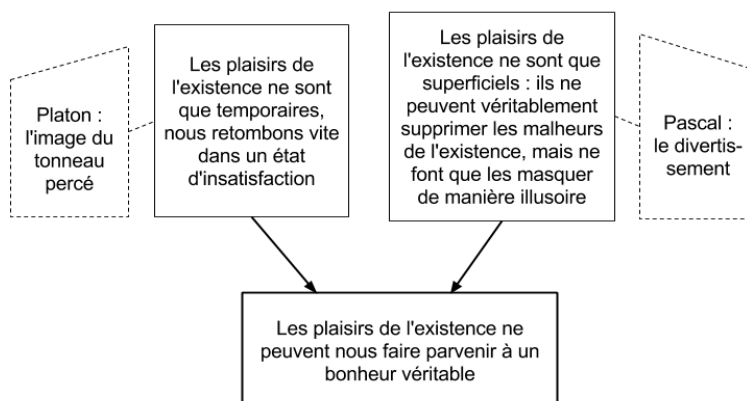 Platon :
l'image du
tonneau
percé
Les plaisirs de
l'existence ne sont
que temporaires,
nous retombons vite
dans un état
d'insatisfaction
Les plaisirs de
l'existence ne sont que
superficiels : ils ne
peuvent véritablement
supprimer les malheurs
de l'existence, mais ne
font que les masquer
de manière illusoire
Pascal :
le divertis-
sement
Les plaisirs de l'existence ne
peuvent nous faire parvenir à un
bonheur véritable